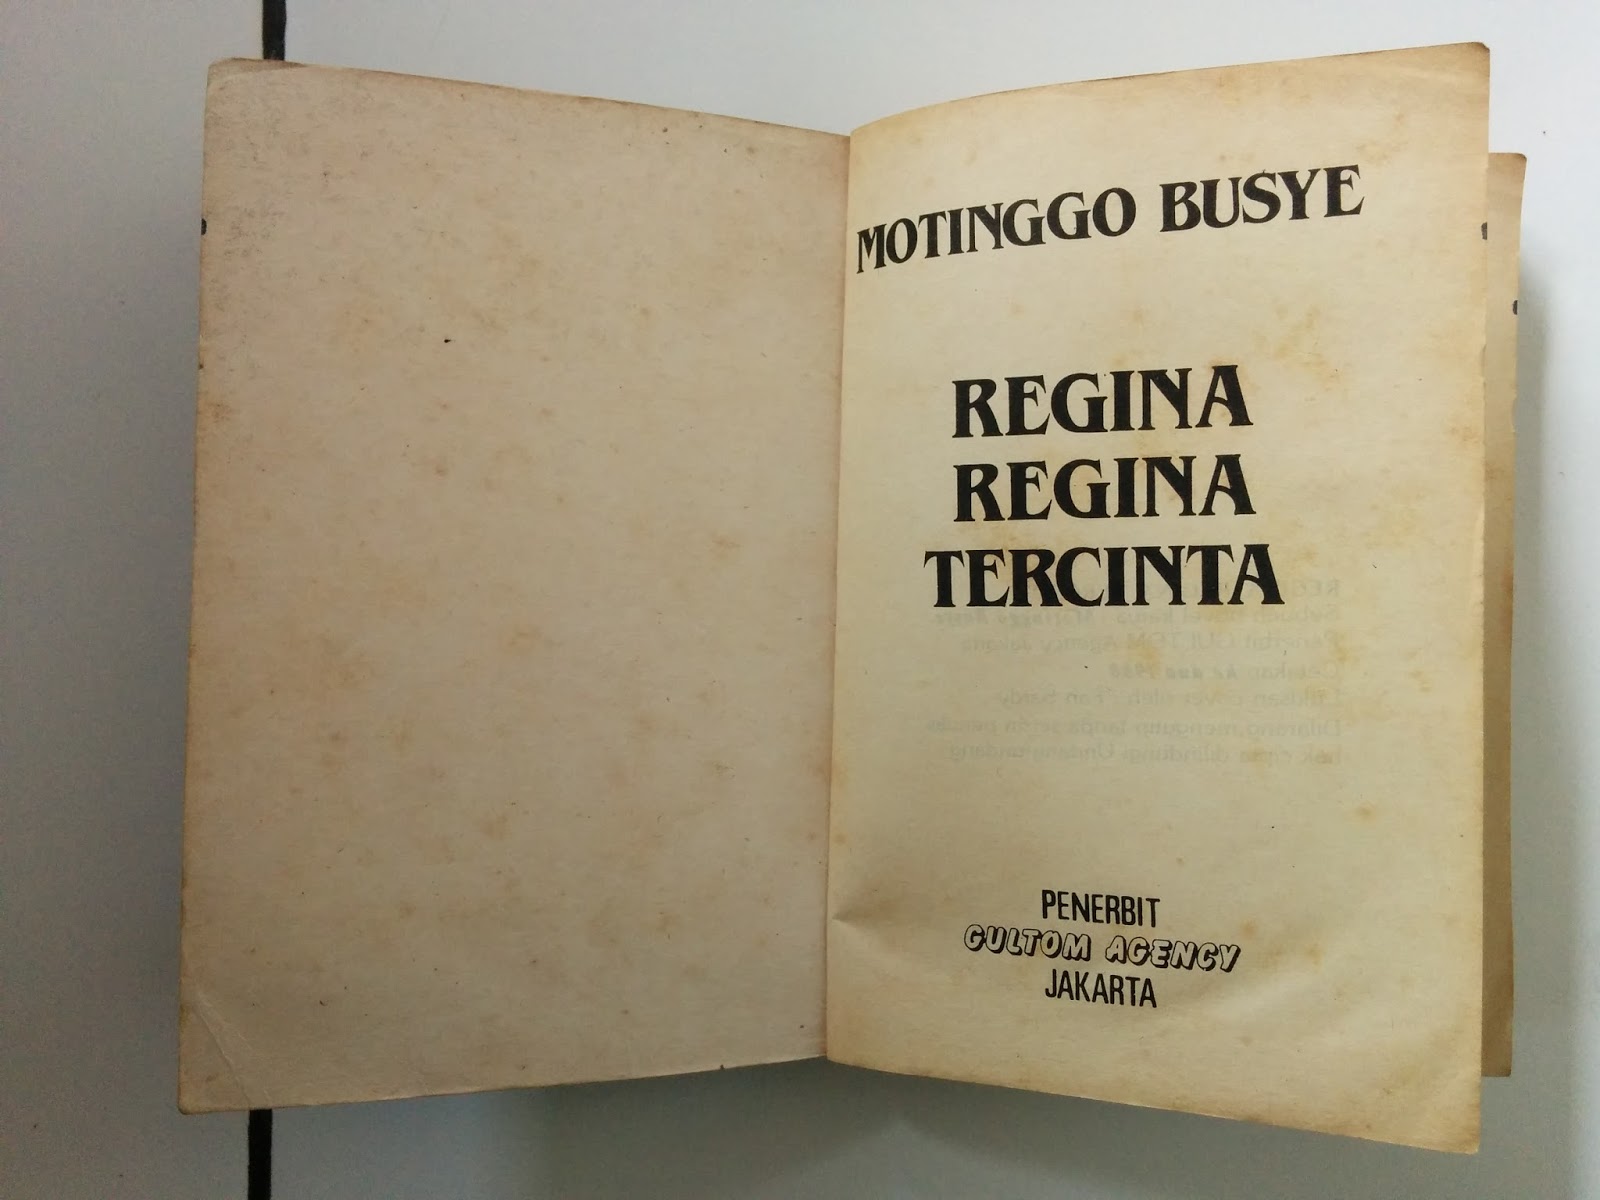 MOTINGGO BUSYE
REGINA
REGINA
TERCINTA
PENERBIT
GULTOM AGENCY
JAKARTA